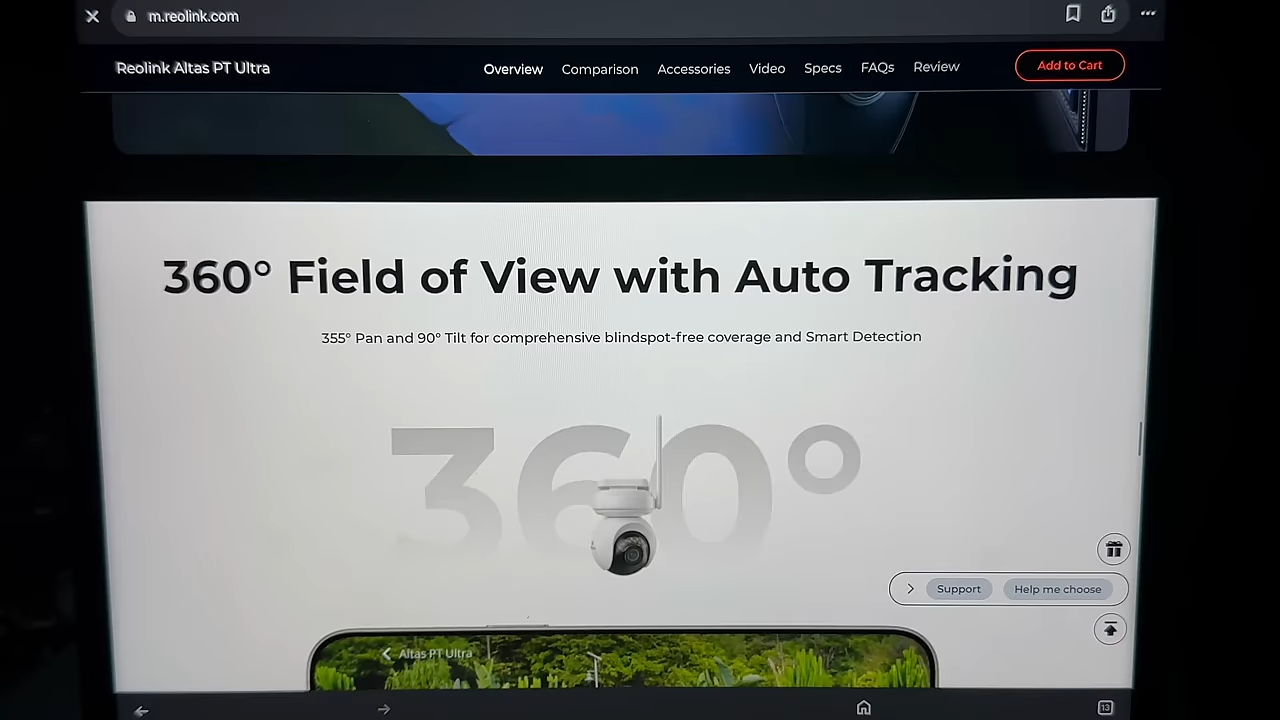 m.reolink.com
Reolink Altas PT Ultra
Overview Comparison Accessories Video Specs FAQs Review Add to Cart
360° Field of View with Auto Tracking
355° Pan and 90° Tilt for comprehensive blindspot-free coverage and Smart Detection
360°
Support Help me choose
Altas PT Ultra
13